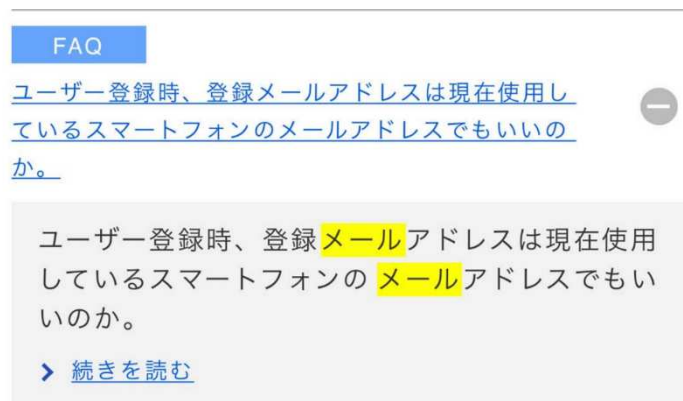 FAQ
ユーザー登録時、登録メールアドレスは現在使用し
ているスマートフォンのメールアドレスでもいいの
か。
ユーザー登録時、登録メールアドレスは現在使用
しているスマートフォンの メールアドレスでもい
いのか。
続きを読む